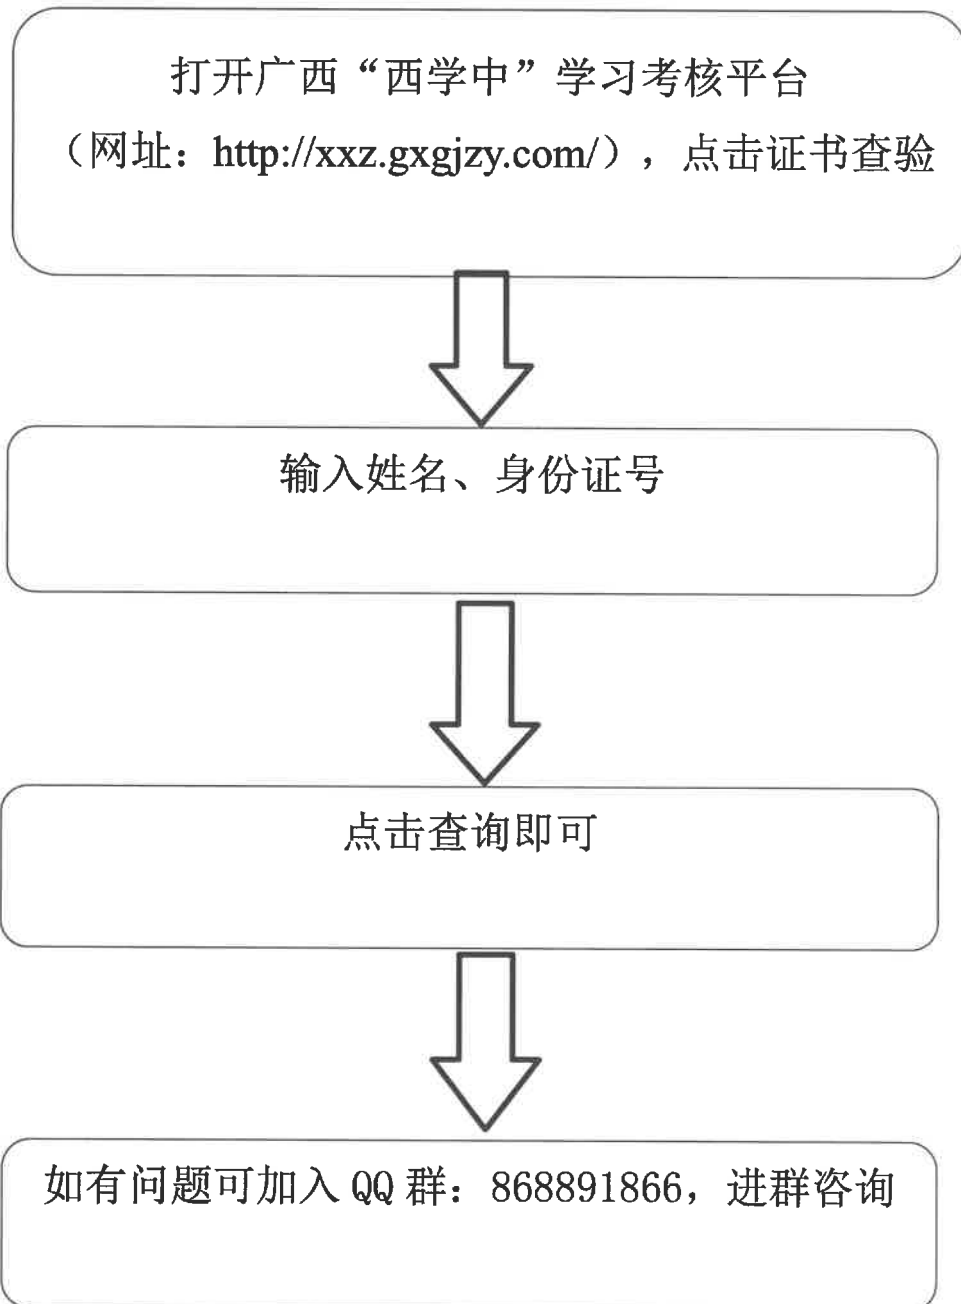 打开广西“西学中”学习考核平台
（网址：http://xxz.gxgjzy.com/），点击证书查验
输入姓名、身份证号
点击查询即可
如有问题可加入 QQ 群：868891866，进群咨询